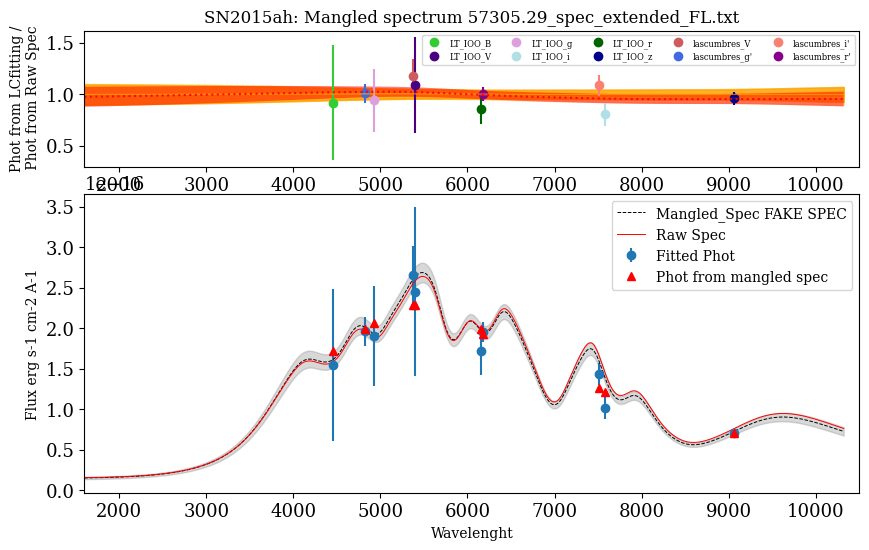 SN2015ah: Mangled spectrum 57305.29_spec_extended_FL.txt
Phot from LCfitting /
Phot from Raw Spec
1.5
1.0
0.5
LT_IOO_B LT_IOO_g LT_IOO_r lascumbres_V lascumbres_i'
LT_IOO_V LT_IOO_i LT_IOO_z lascumbres_g' lascumbres_r'
2000 3000 4000 5000 6000 7000 8000 9000 10000
1e−16
Flux erg s-1 cm-2 A-1
3.5
3.0
2.5
2.0
1.5
1.0
0.5
0.0
Mangled_Spec FAKE SPEC
Raw Spec
Fitted Phot
Phot from mangled spec
2000 3000 4000 5000 6000 7000 8000 9000 10000
Wavelenght